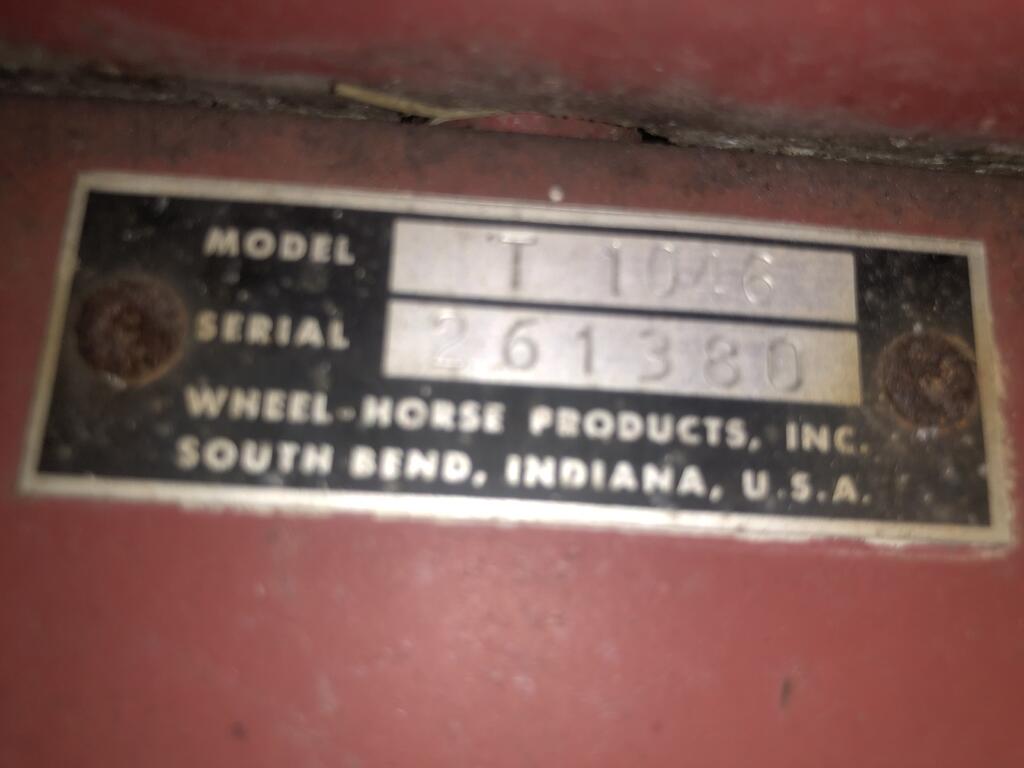 MODEL T 1046
SERIAL 261380
WHEEL-HORSE PRODUCTS, INC.
SOUTH BEND, INDIANA, U.S.A.